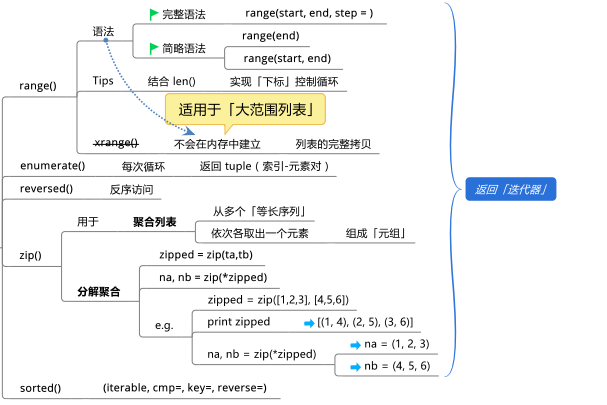 range()
语法
完整语法
range(start, end, step = )
简略语法
range(end)
range(start, end)
Tips
结合 len()
实现「下标」控制循环
适用于「大范围列表」
xrange()
不会在内存中建立
列表的完整拷贝
enumerate()
每次循环
返回 tuple ( 索引-元素对 )
reversed()
反序访问
返回「迭代器」
zip()
用于
聚合列表
从多个「等长序列」
依次各取出一个元素
组成「元组」
分解聚合
zipped = zip(ta,tb)
na, nb = zip(*zipped)
e.g.
zipped = zip([1,2,3], [4,5,6])
print zipped
[(1, 4), (2, 5), (3, 6)]
na, nb = zip(*zipped)
na = (1, 2, 3)
nb = (4, 5, 6)
sorted()
(iterable, cmp=, key=, reverse=)